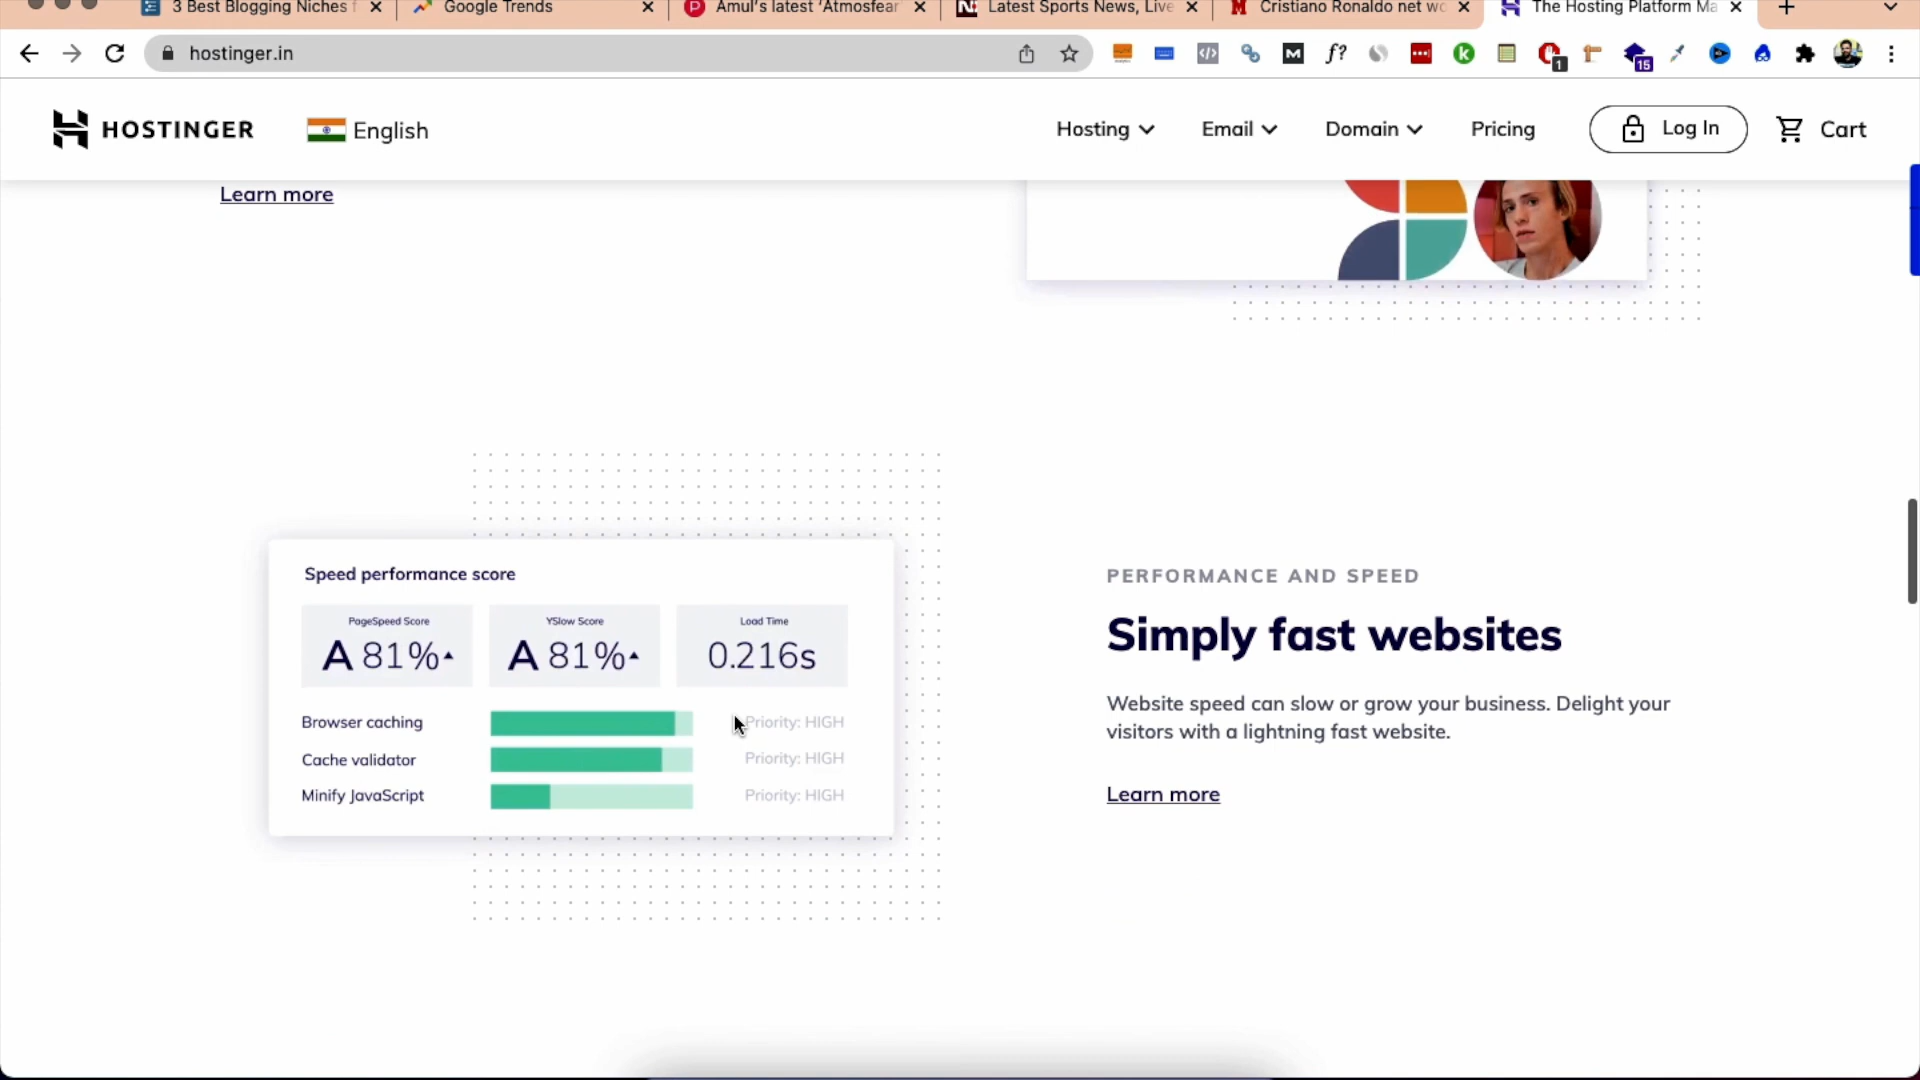 3 Best Blogging Niches f
Google Trends
Amul's latest 'Atmosfear
Latest Sports News, Live
Cristiano Ronaldo net wo
The Hosting Platform Ma
hostinger.in
1
15
HOSTINGER
English
Hosting
Email
Domain
Pricing
Log In
Cart
Learn more
Speed performance score
PageSpeed Score
YSlow Score
Load Time
A 81%
A 81%
0.216s
Browser caching
Priority: HIGH
Cache validator
Priority: HIGH
Minify JavaScript
Priority: HIGH
PERFORMANCE AND SPEED
Simply fast websites
Website speed can slow or grow your business. Delight your
visitors with a lightning fast website.
Learn more